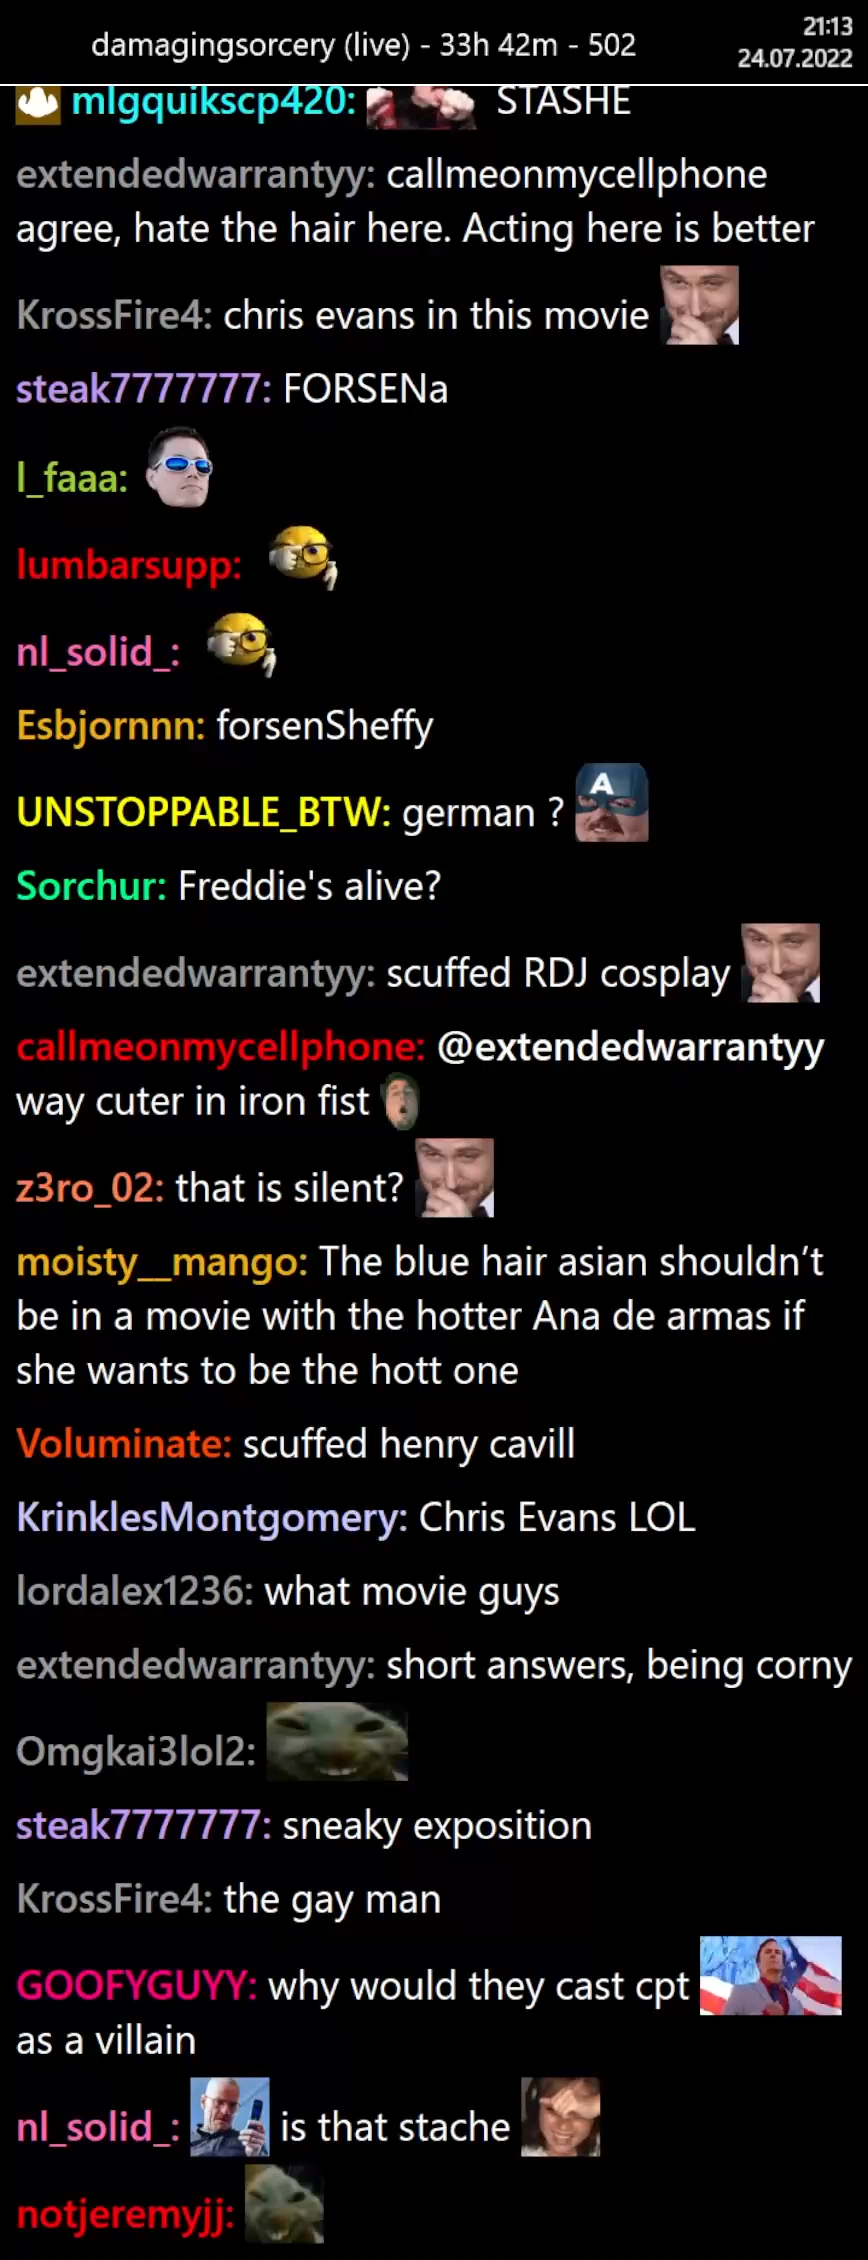 21:13
damagingsorcery (live) - 33h 42m - 502
24.07.2022
mlgquikscp420: STASHE
extendedwarrantyy: callmeonmycellphone
agree, hate the hair here. Acting here is better
KrossFire4: chris evans in this movie
steak7777777: FORSENa
l_faaa:
lumbarsupp:
nl_solid_:
Esbjornnn: forsenSheffy
UNSTOPPABLE_BTW: german ?
A
Sorchur: Freddie's alive?
extendedwarrantyy: scuffed RDJ cosplay
callmeonmycellphone: @extendedwarrantyy
way cuter in iron fist
z3ro_02: that is silent?
moisty__mango: The blue hair asian shouldn’t
be in a movie with the hotter Ana de armas if
she wants to be the hott one
Voluminate: scuffed henry cavill
KrinklesMontgomery: Chris Evans LOL
lordalex1236: what movie guys
extendedwarrantyy: short answers, being corny
Omgkai3lol2:
steak7777777: sneaky exposition
KrossFire4: the gay man
GOOFYGUYY: why would they cast cpt
as a villain
nl_solid_: is that stache
notjeremyjj: